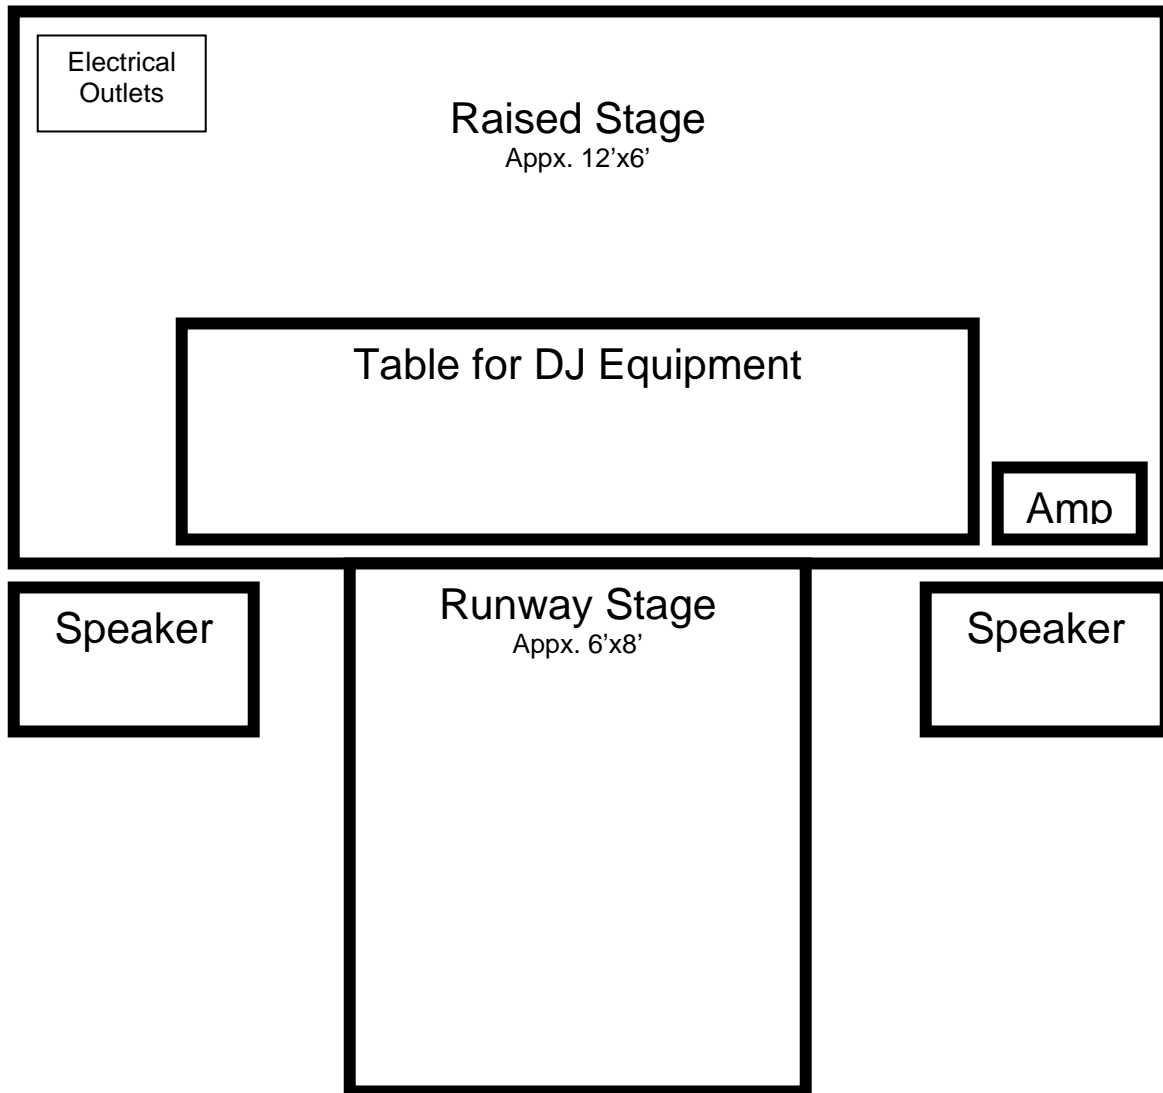 Electrical
Outlets
Raised Stage
Appx. 12’x6’
Table for DJ Equipment
Amp
Runway Stage
Appx. 6’x8’
Speaker
Speaker